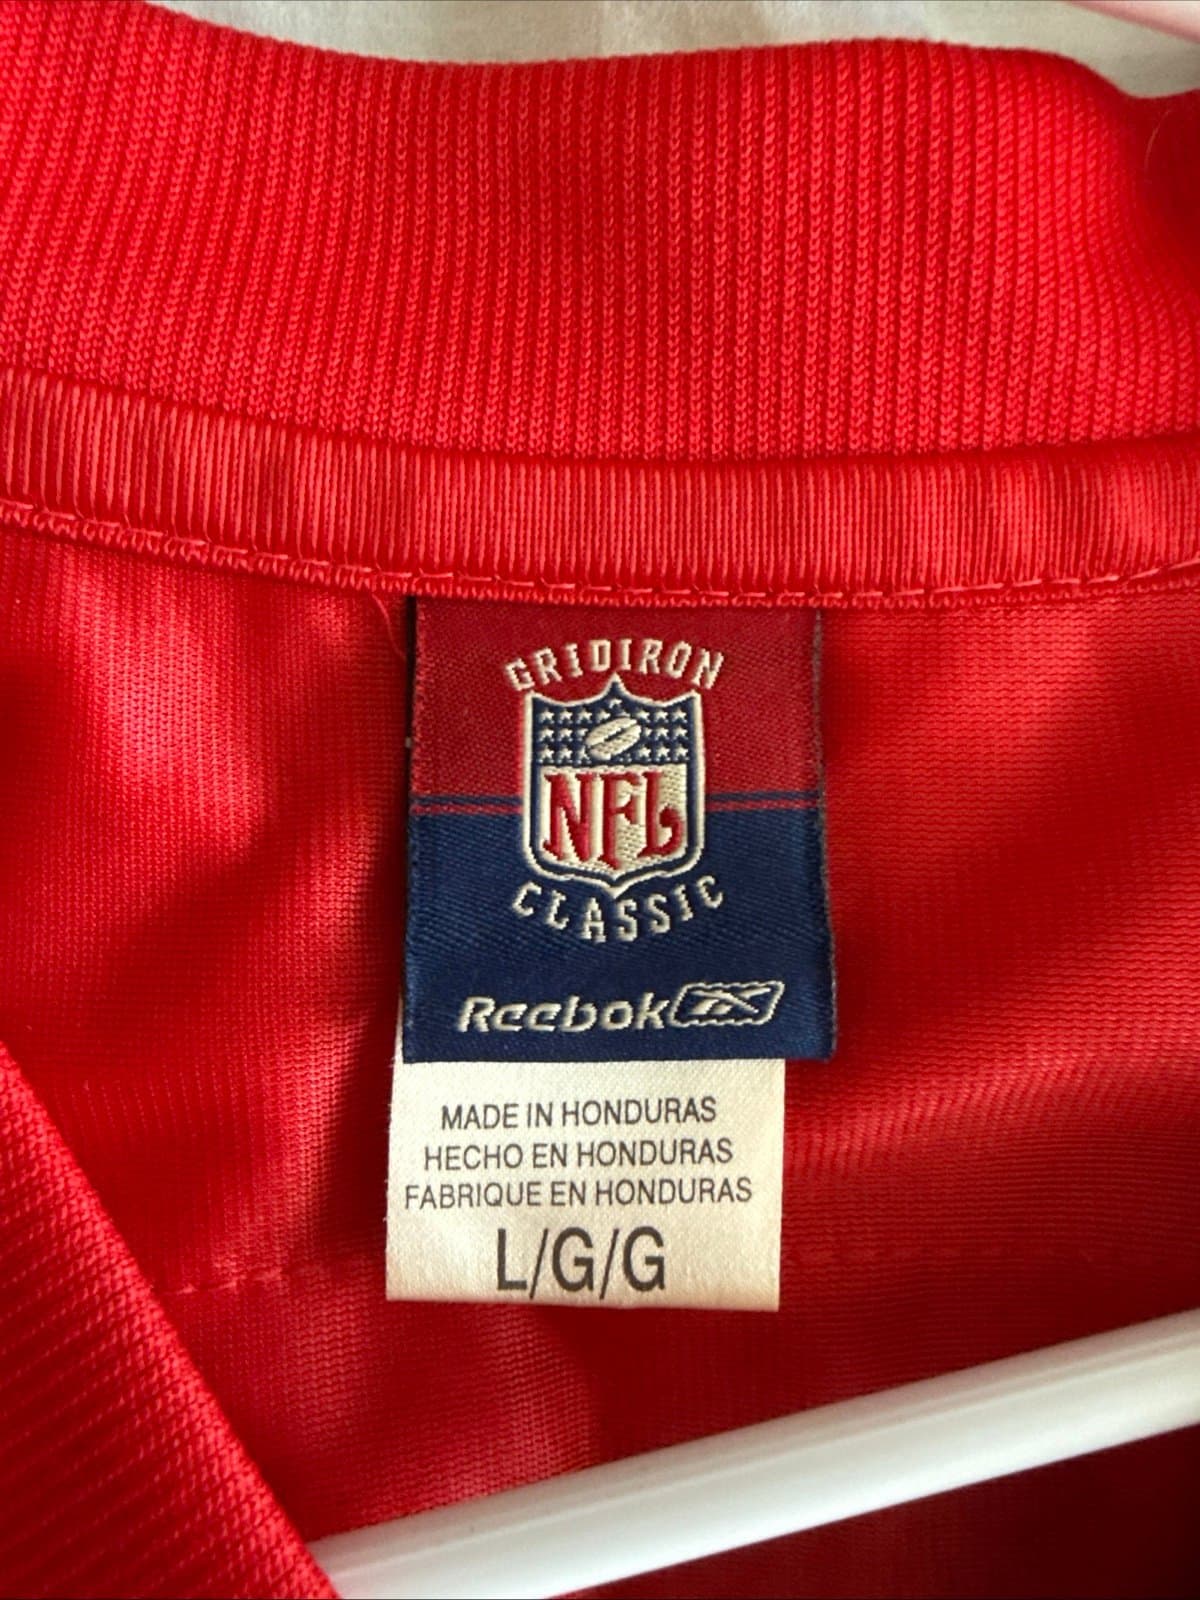 GRIDIRON
NFL
CLASSIC
Reebok
MADE IN HONDURAS
HECHO EN HONDURAS
FABRIQUE EN HONDURAS
L/G/G